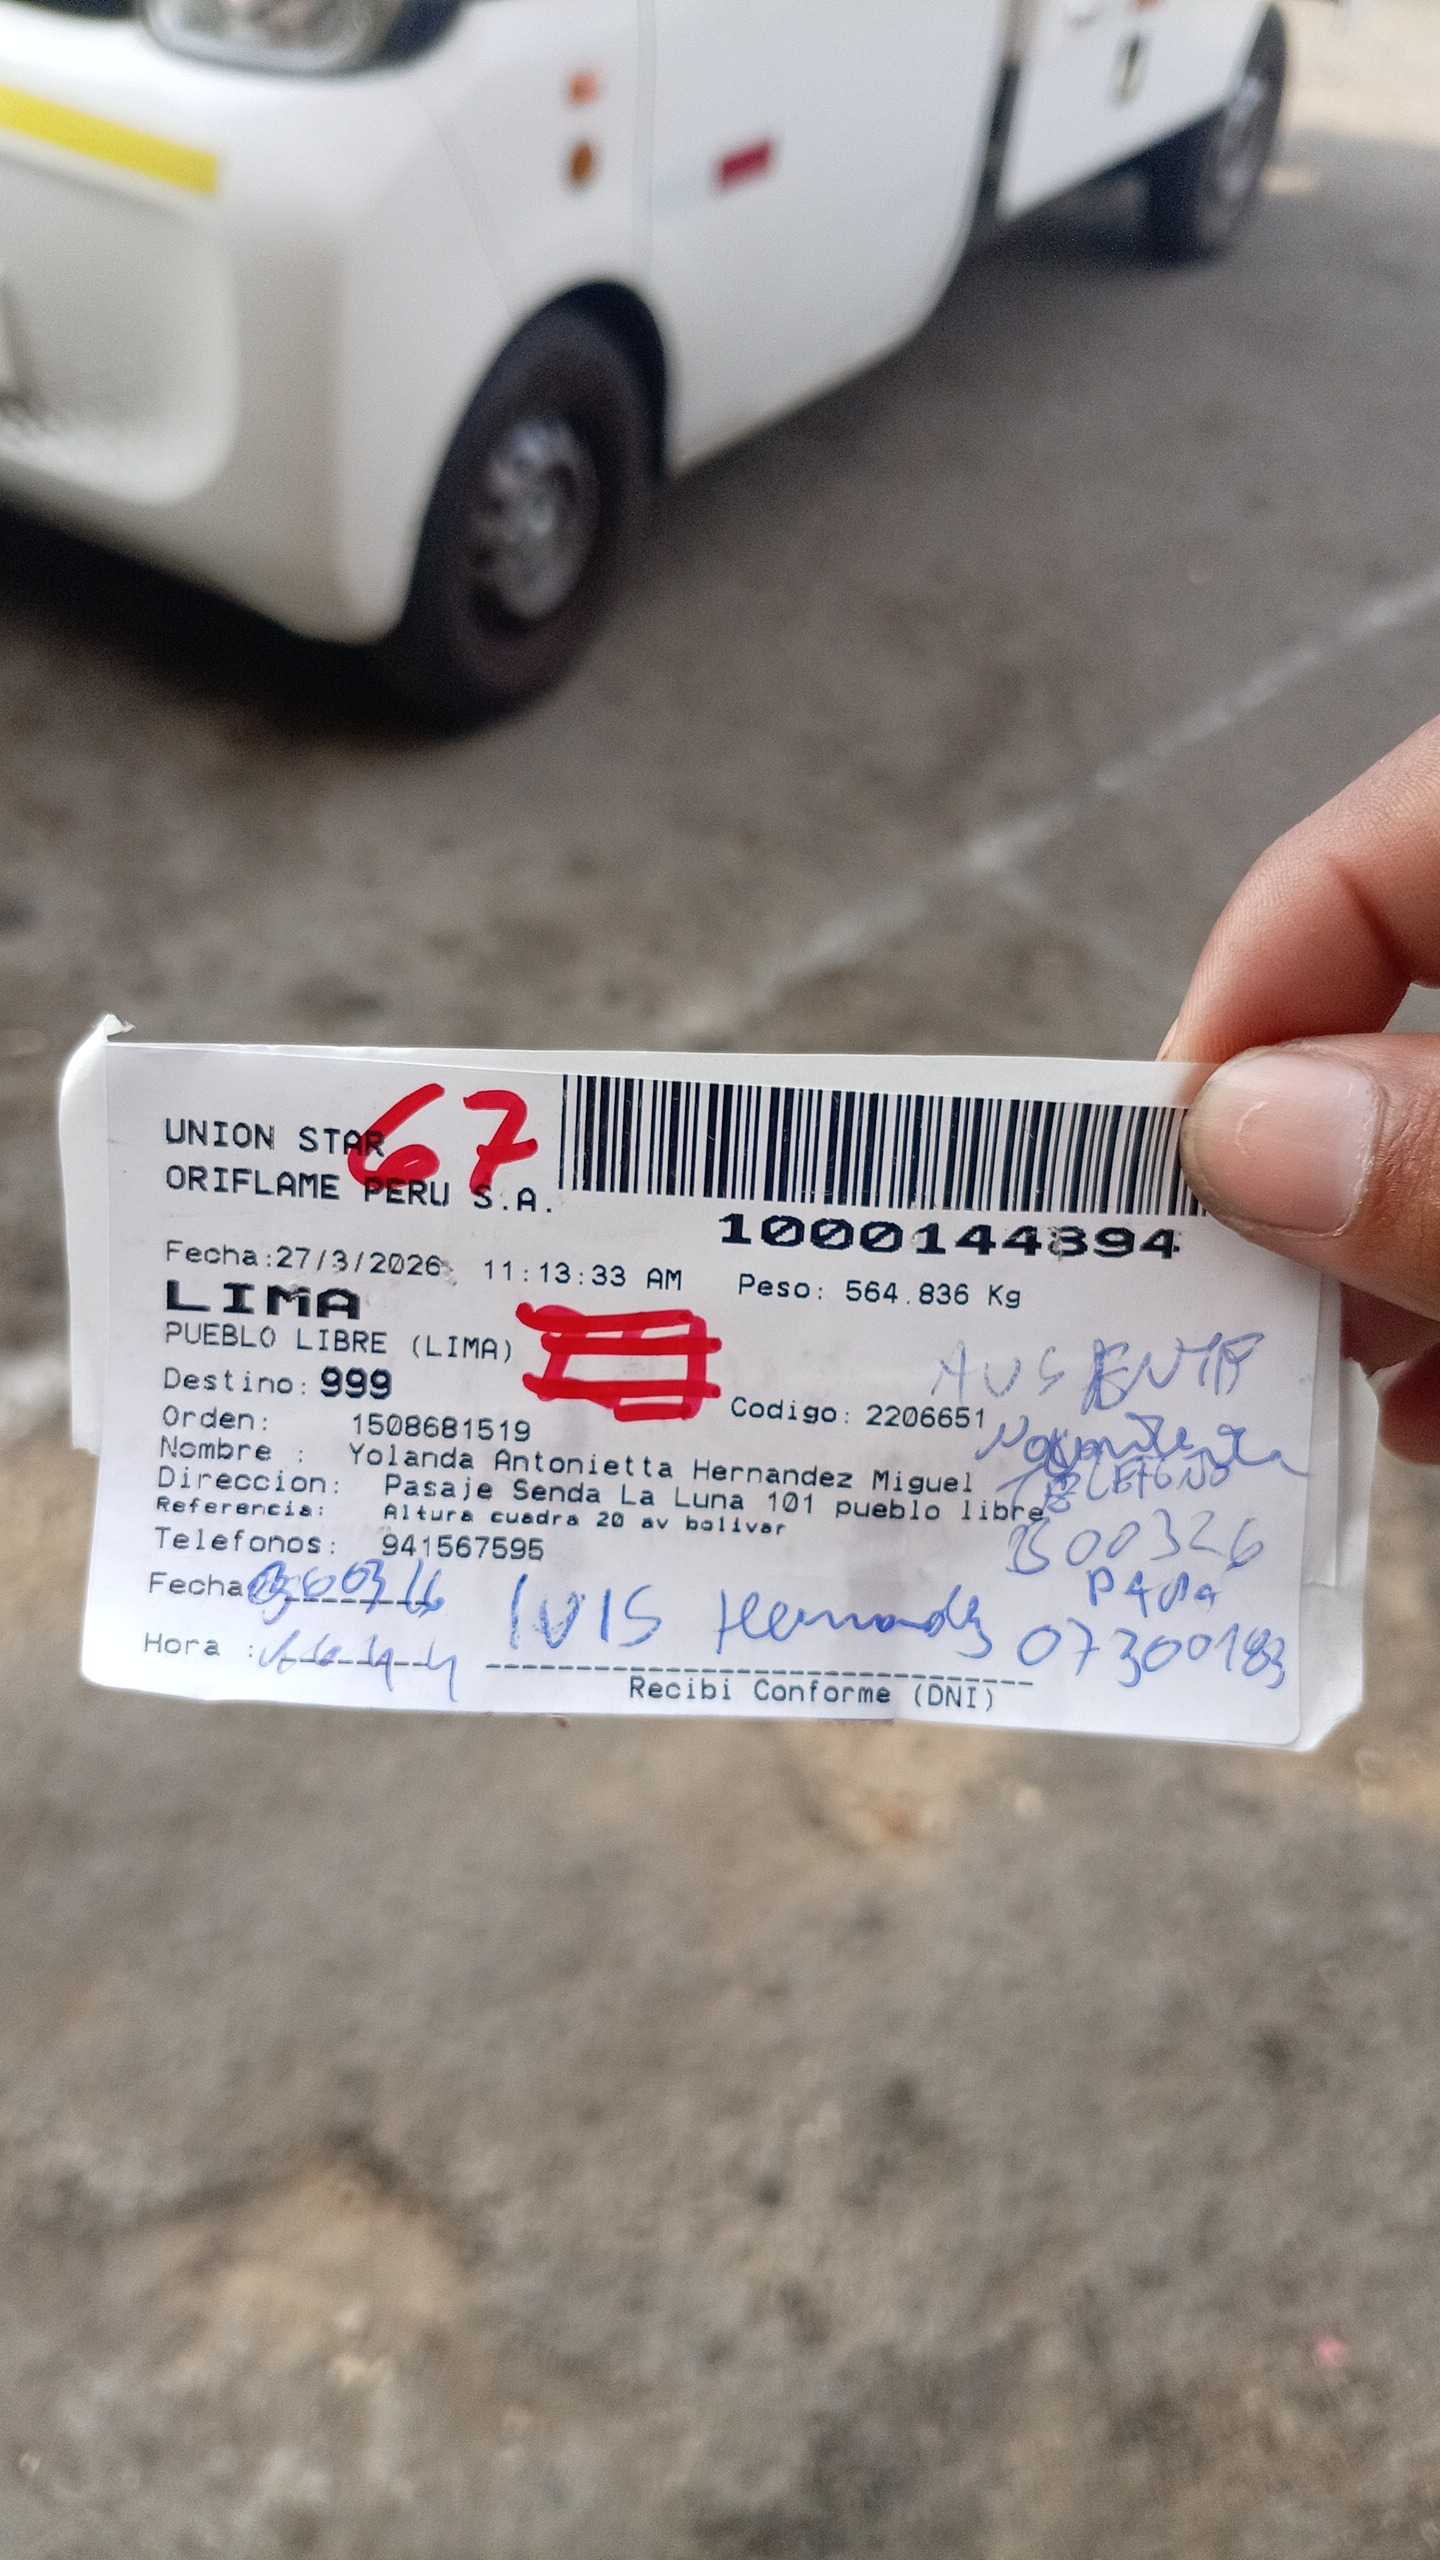 67
UNION STAR
ORIFLAME PERU S.A.
1000144394
Fecha:27/3/2026 11:13:33 AM Peso: 564.836 Kg
LIMA
PUEBLO LIBRE (LIMA)
AUSENTE
Destino: 999
Codigo: 2206651
Orden: 1508681519
Nombre : Yolanda Antonietta Hernandez Miguel
TELEFONO
Direccion: Pasaje Senda La Luna 101 pueblo libre
Referencia: Altura cuadra 20 av bolivar
300326
Telefonos: 941567595
PAPA
Fecha
LUIS Hernandez 07300183
Hora :
Recibi Conforme (DNI)